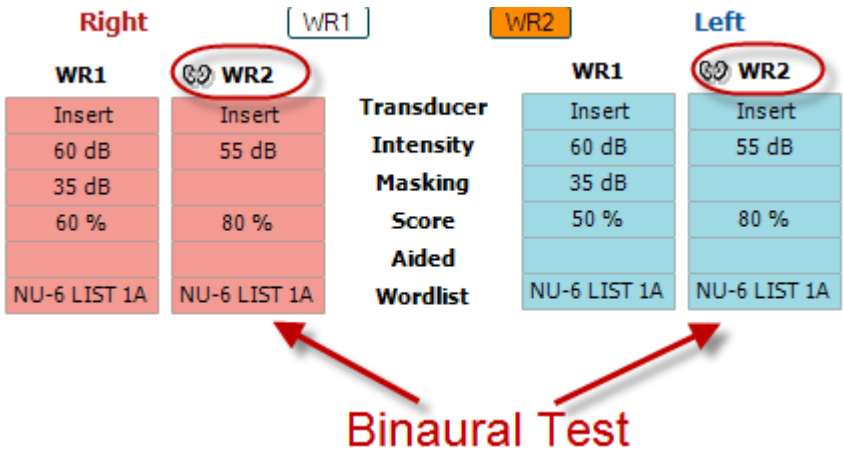 Right WR1 WR2 Left
WR1 WR2 WR1 WR2
Insert Insert Transducer Insert Insert
60 dB 55 dB Intensity 60 dB 55 dB
35 dB Masking 35 dB
60 % 80 % Score 50 % 80 %
Aided
NU-6 LIST 1A NU-6 LIST 1A Wordlist NU-6 LIST 1A NU-6 LIST 1A
Binaural Test